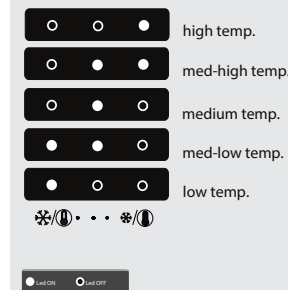 high temp.
med-high temp.
medium temp.
med-low temp.
low temp.
Led ON Led OFF